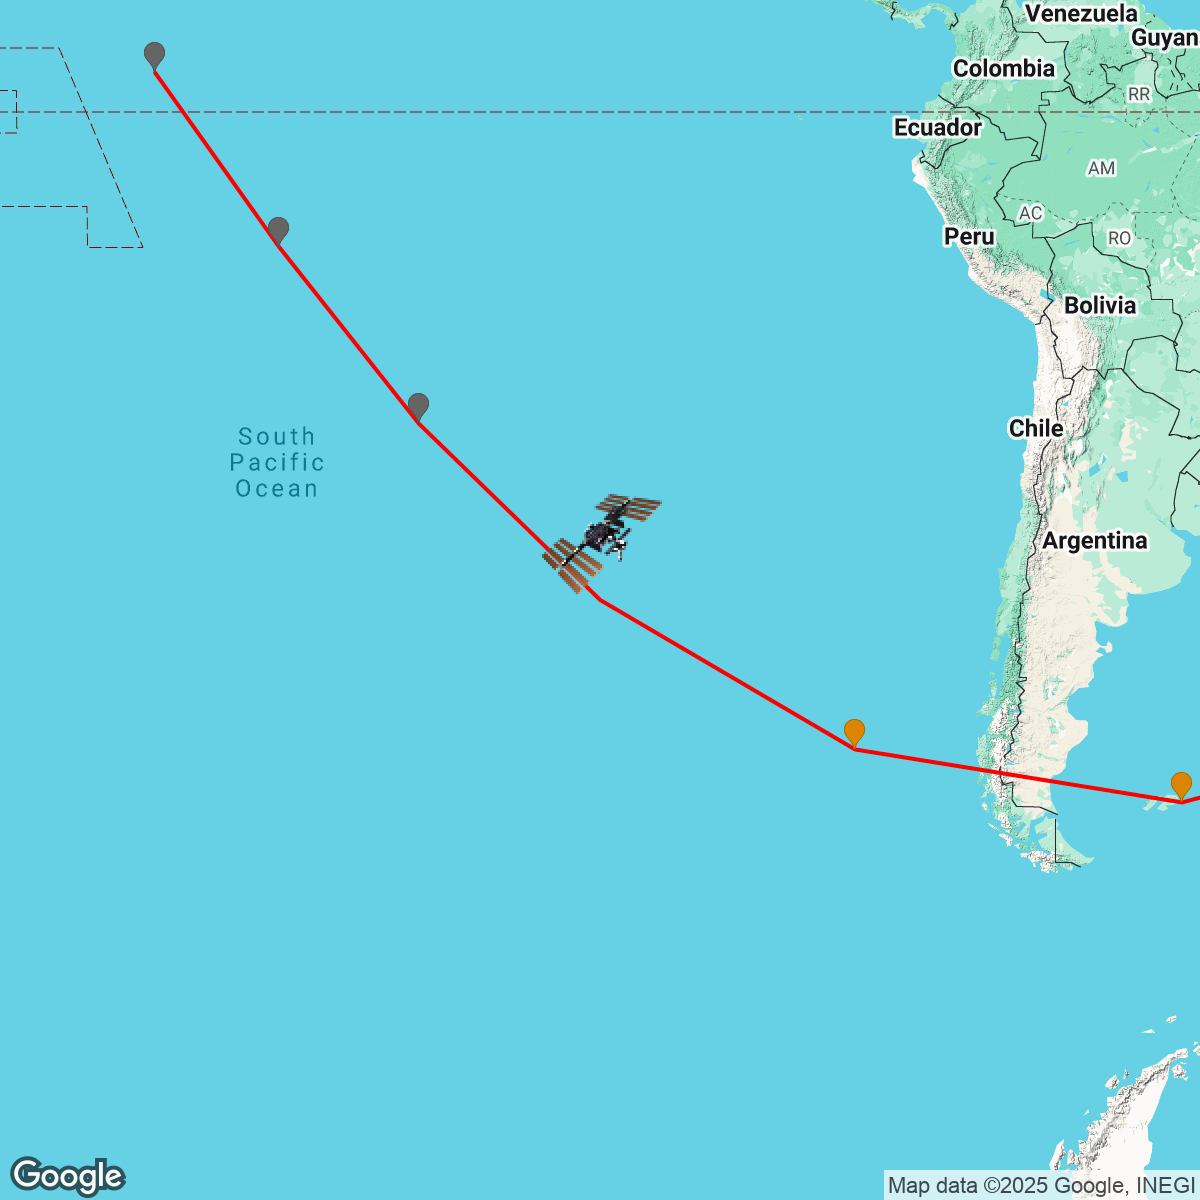 Venezuela
Guyan
Colombia
RR
Ecuador
AM
AC
Peru
RO
Bolivia
Chile
South
Pacific
Ocean
Argentina
Google
Map data ©2025 Google, INEGI